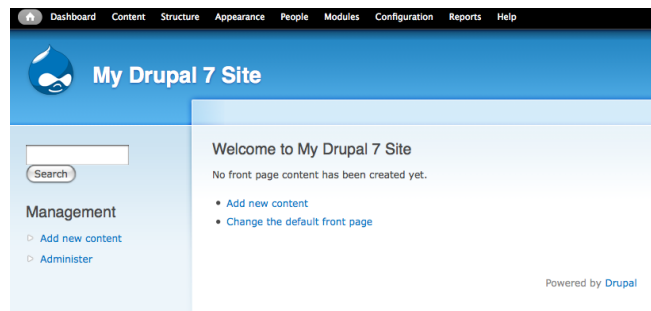 Dashboard Content Structure Appearance People Modules Configuration Reports Help
My Drupal 7 Site
Search
Management
Add new content
Administer
Welcome to My Drupal 7 Site
No front page content has been created yet.
Add new content
Change the default front page
Powered by Drupal